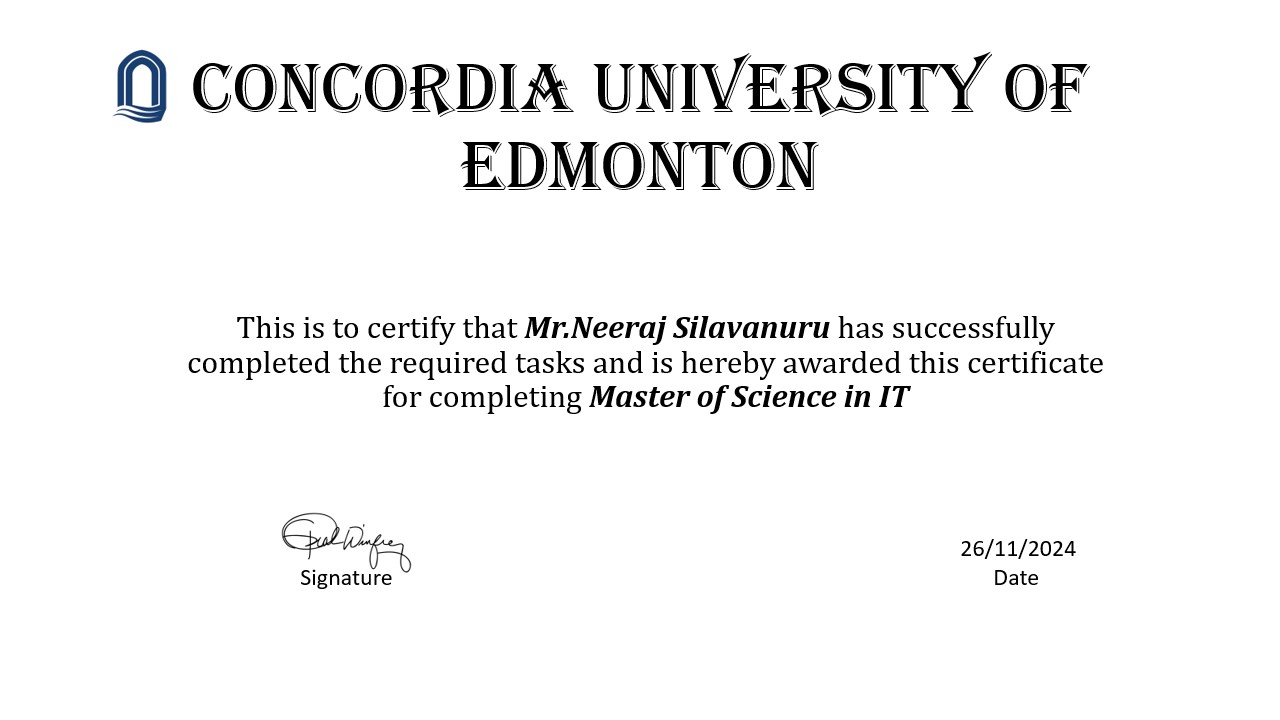 CONCORDIA UNIVERSITY OF
EDMONTON
This is to certify that Mr.Neeraj Silavanuru has successfully
completed the required tasks and is hereby awarded this certificate
for completing Master of Science in IT
26/11/2024
Signature
Date